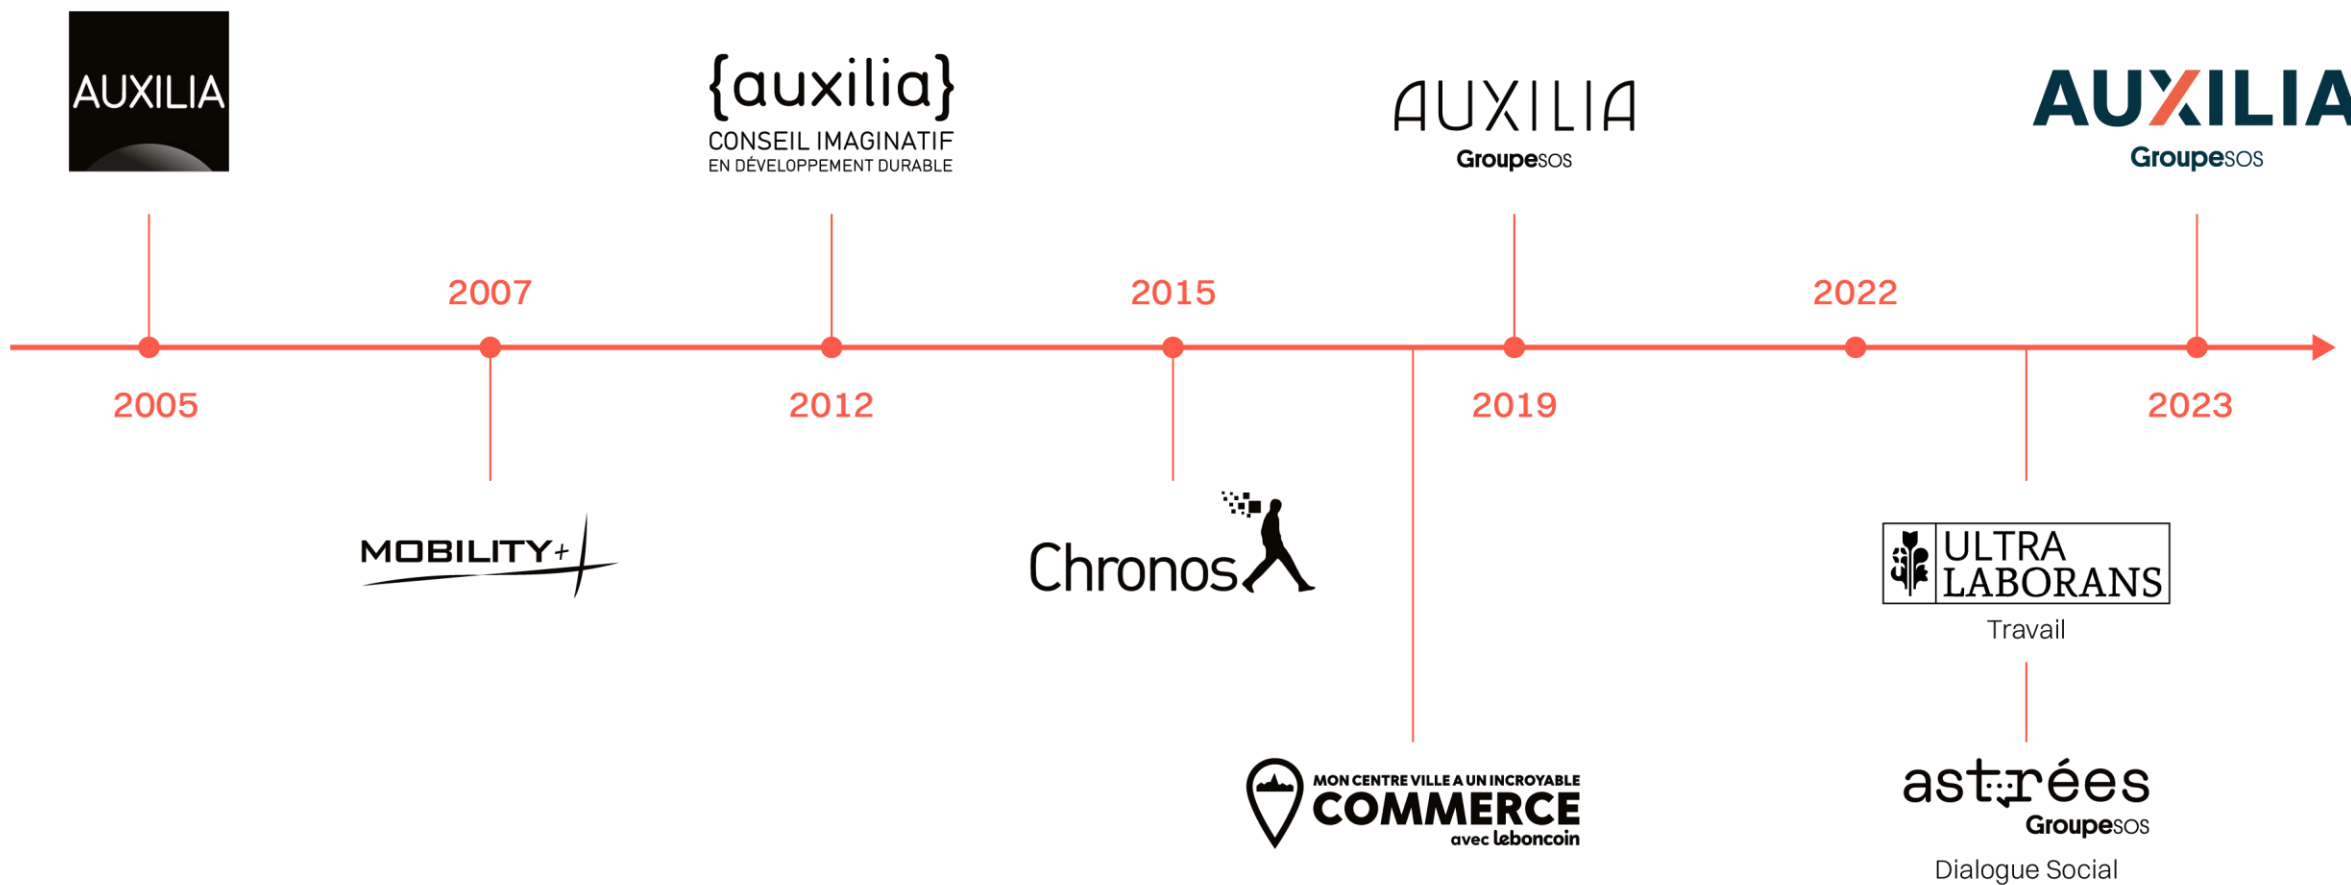 AUXILIA
{auxilia}
CONSEIL IMAGINATIF
EN DÉVELOPPEMENT DURABLE
AUXILIA
GroupeSOS
AUXILIA
GroupeSOS
2007
2015
2022
2005
2012
2019
2023
MOBILITY+
Chronos
ULTRA
LABORANS
Travail
MON CENTRE VILLE A UN INCROYABLE
COMMERCE
avec leboncoin
astrées
GroupeSOS
Dialogue Social